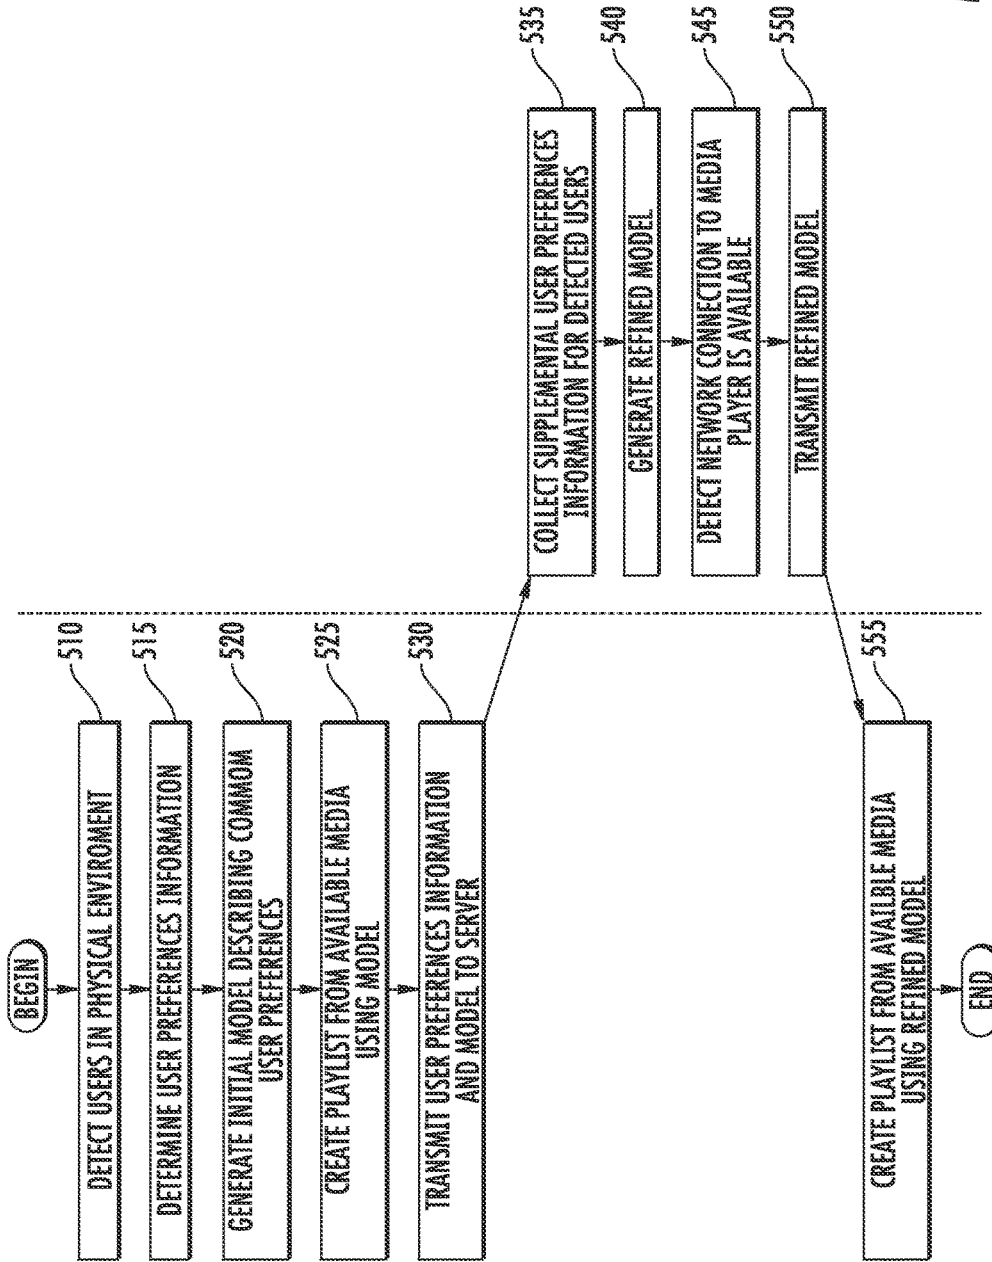 BEGIN
DETECT USERS IN PHYSICAL ENVIROMENT
510
DETERMINE USER PREFERENCES INFORMATION
515
GENERATE INITIAL MODEL DESCRIBING COMMOM
USER PREFERENCES
520
CREATE PLAYLIST FROM AVAILABLE MEDIA
USING MODEL
525
TRANSMIT USER PREFERENCES INFORMATION
AND MODEL TO SERVER
530
COLLECT SUPPLEMENTAL USER PREFERENCES
INFORMATION FOR DETECTED USERS
535
GENERATE REFINED MODEL
540
DETECT NETWORK CONNECTION TO MEDIA
PLAYER IS AVAILABLE
545
TRANSMIT REFINED MODEL
550
CREATE PLAYLIST FROM AVAILBLE MEDIA
USING REFINED MODEL
555
END